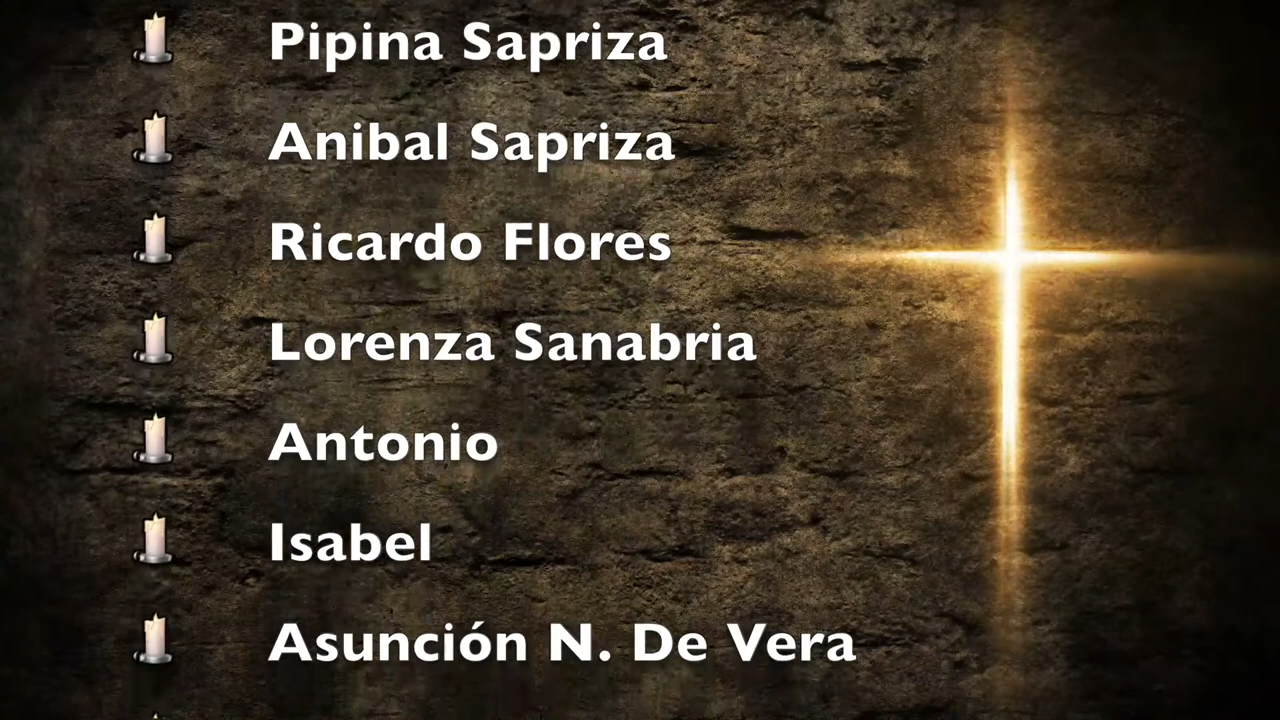 Pipina Sapriza
Anibal Sapriza
Ricardo Flores
Lorenza Sanabria
Antonio
Isabel
Asunción N. De Vera